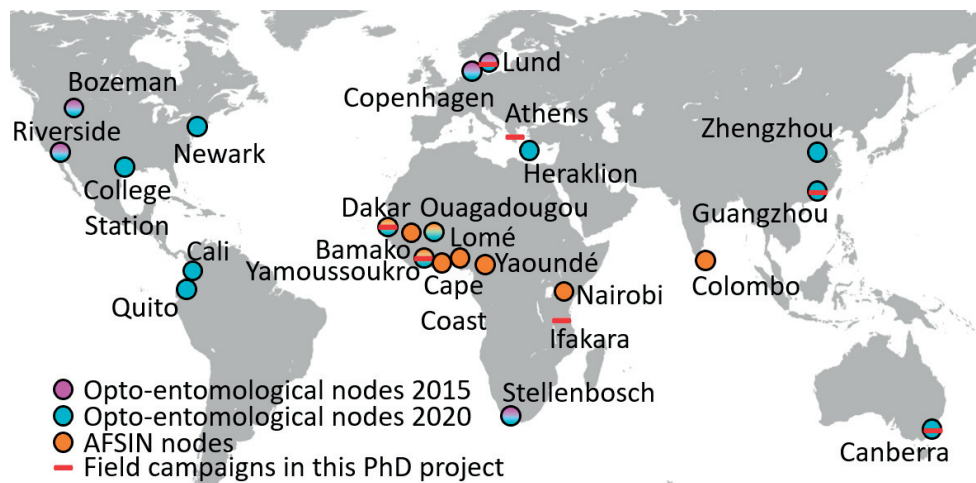 Lund
Bozeman
Copenhagen
Athens
Riverside
Zhengzhou
Newark
Heraklion
College
Station
Guangzhou
Dakar
Ouagadougou
Bamako
Lomé
Cali
Yamoussoukro
Yaoundé
Cape
Coast
Colombo
Quito
Nairobi
Ifakara
Stellenbosch
Opto-entomological nodes 2015
Opto-entomological nodes 2020
AFSIN nodes
Canberra
Field campaigns in this PhD project